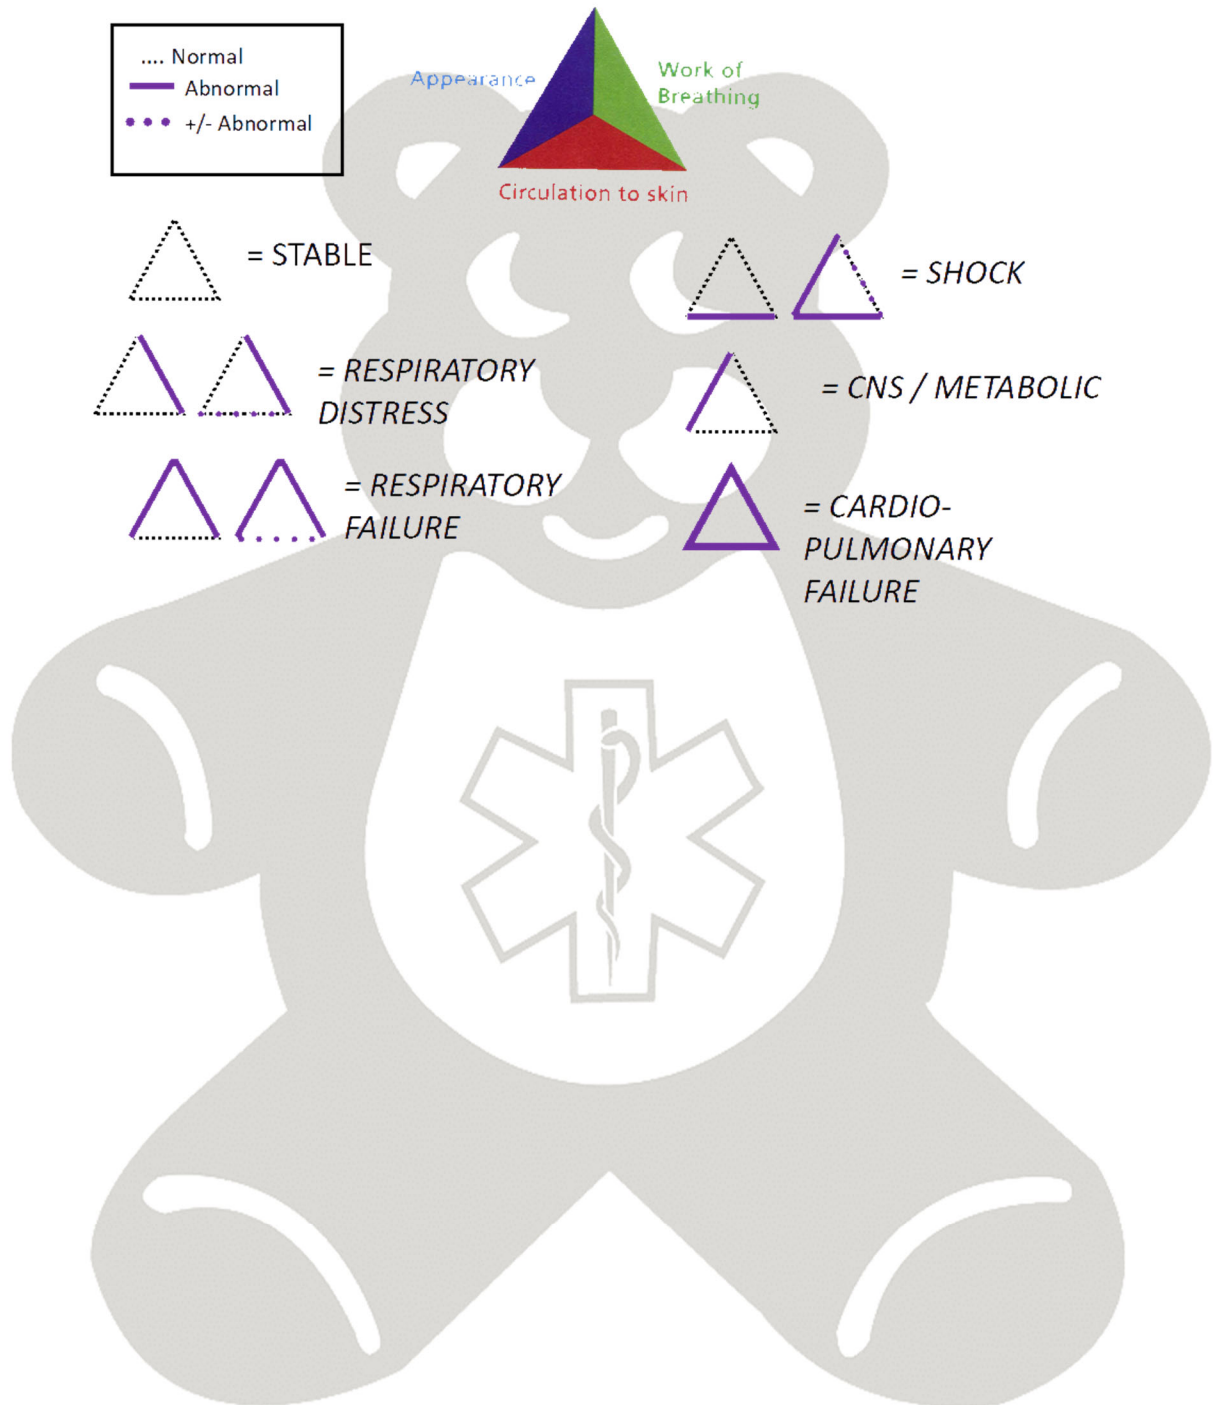 .... Normal
Abnormal
+/- Abnormal
Appearance
Work of
Breathing
Circulation to skin
= STABLE
= RESPIRATORY
DISTRESS
= RESPIRATORY
FAILURE
= SHOCK
= CNS / METABOLIC
= CARDIO-
PULMONARY
FAILURE